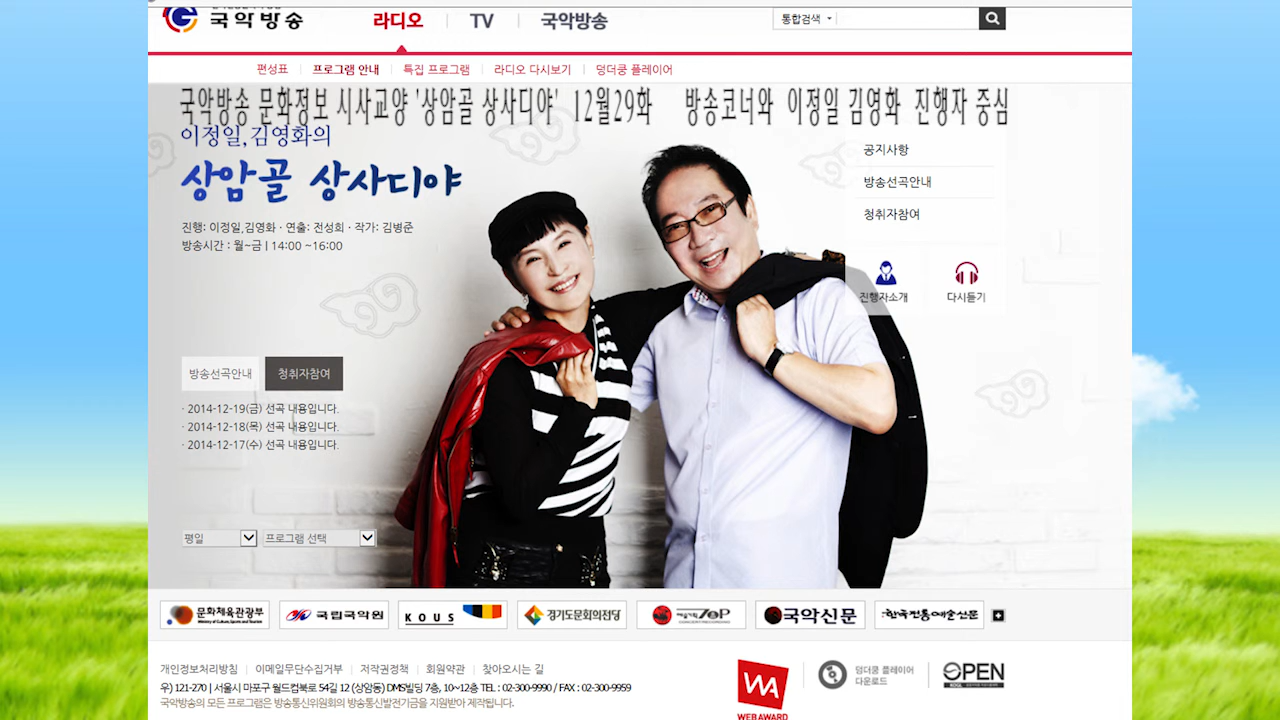 국악방송
라디오
TV
국악방송
통합검색
편성표
프로그램 안내
특집 프로그램
라디오 다시보기
덩더쿵 플레이어
국악방송 문화정보 시사교양 '상암골 상사디야' 12월29화 방송코너와 이정일 김영화 진행자 중심
이정일, 김영화의
상암골 상사디야
진행: 이정일,김영화 · 연출: 전성희 · 작가: 김병준
방송시간 : 월~금 | 14:00 ~16:00
공지사항
방송선곡안내
청취자참여
진행자소개
다시듣기
방송선곡안내
청취자참여
· 2014-12-19(금) 선곡 내용입니다.
· 2014-12-18(목) 선곡 내용입니다.
· 2014-12-17(수) 선곡 내용입니다.
평일
프로그램 선택
문화체육관광부
Ministry of Culture, Sports and Tourism
국립국악원
KOUS
경기도문화의전당
TOP
국악신문
한국전통예술신문
개인정보처리방침
이메일무단수집거부
저작권정책
회원약관
찾아오시는 길
우) 121-270 | 서울시 마포구 월드컵북로 54길 12 (상암동) DMS빌딩 7층, 10~12층 TEL : 02-300-9990 / FAX : 02-300-9959
국악방송의 모든 프로그램은 방송통신위원회의 방송통신발전기금을 지원받아 제작됩니다.
WA
WEB AWARD
덩더쿵 플레이어
다운로드
OPEN